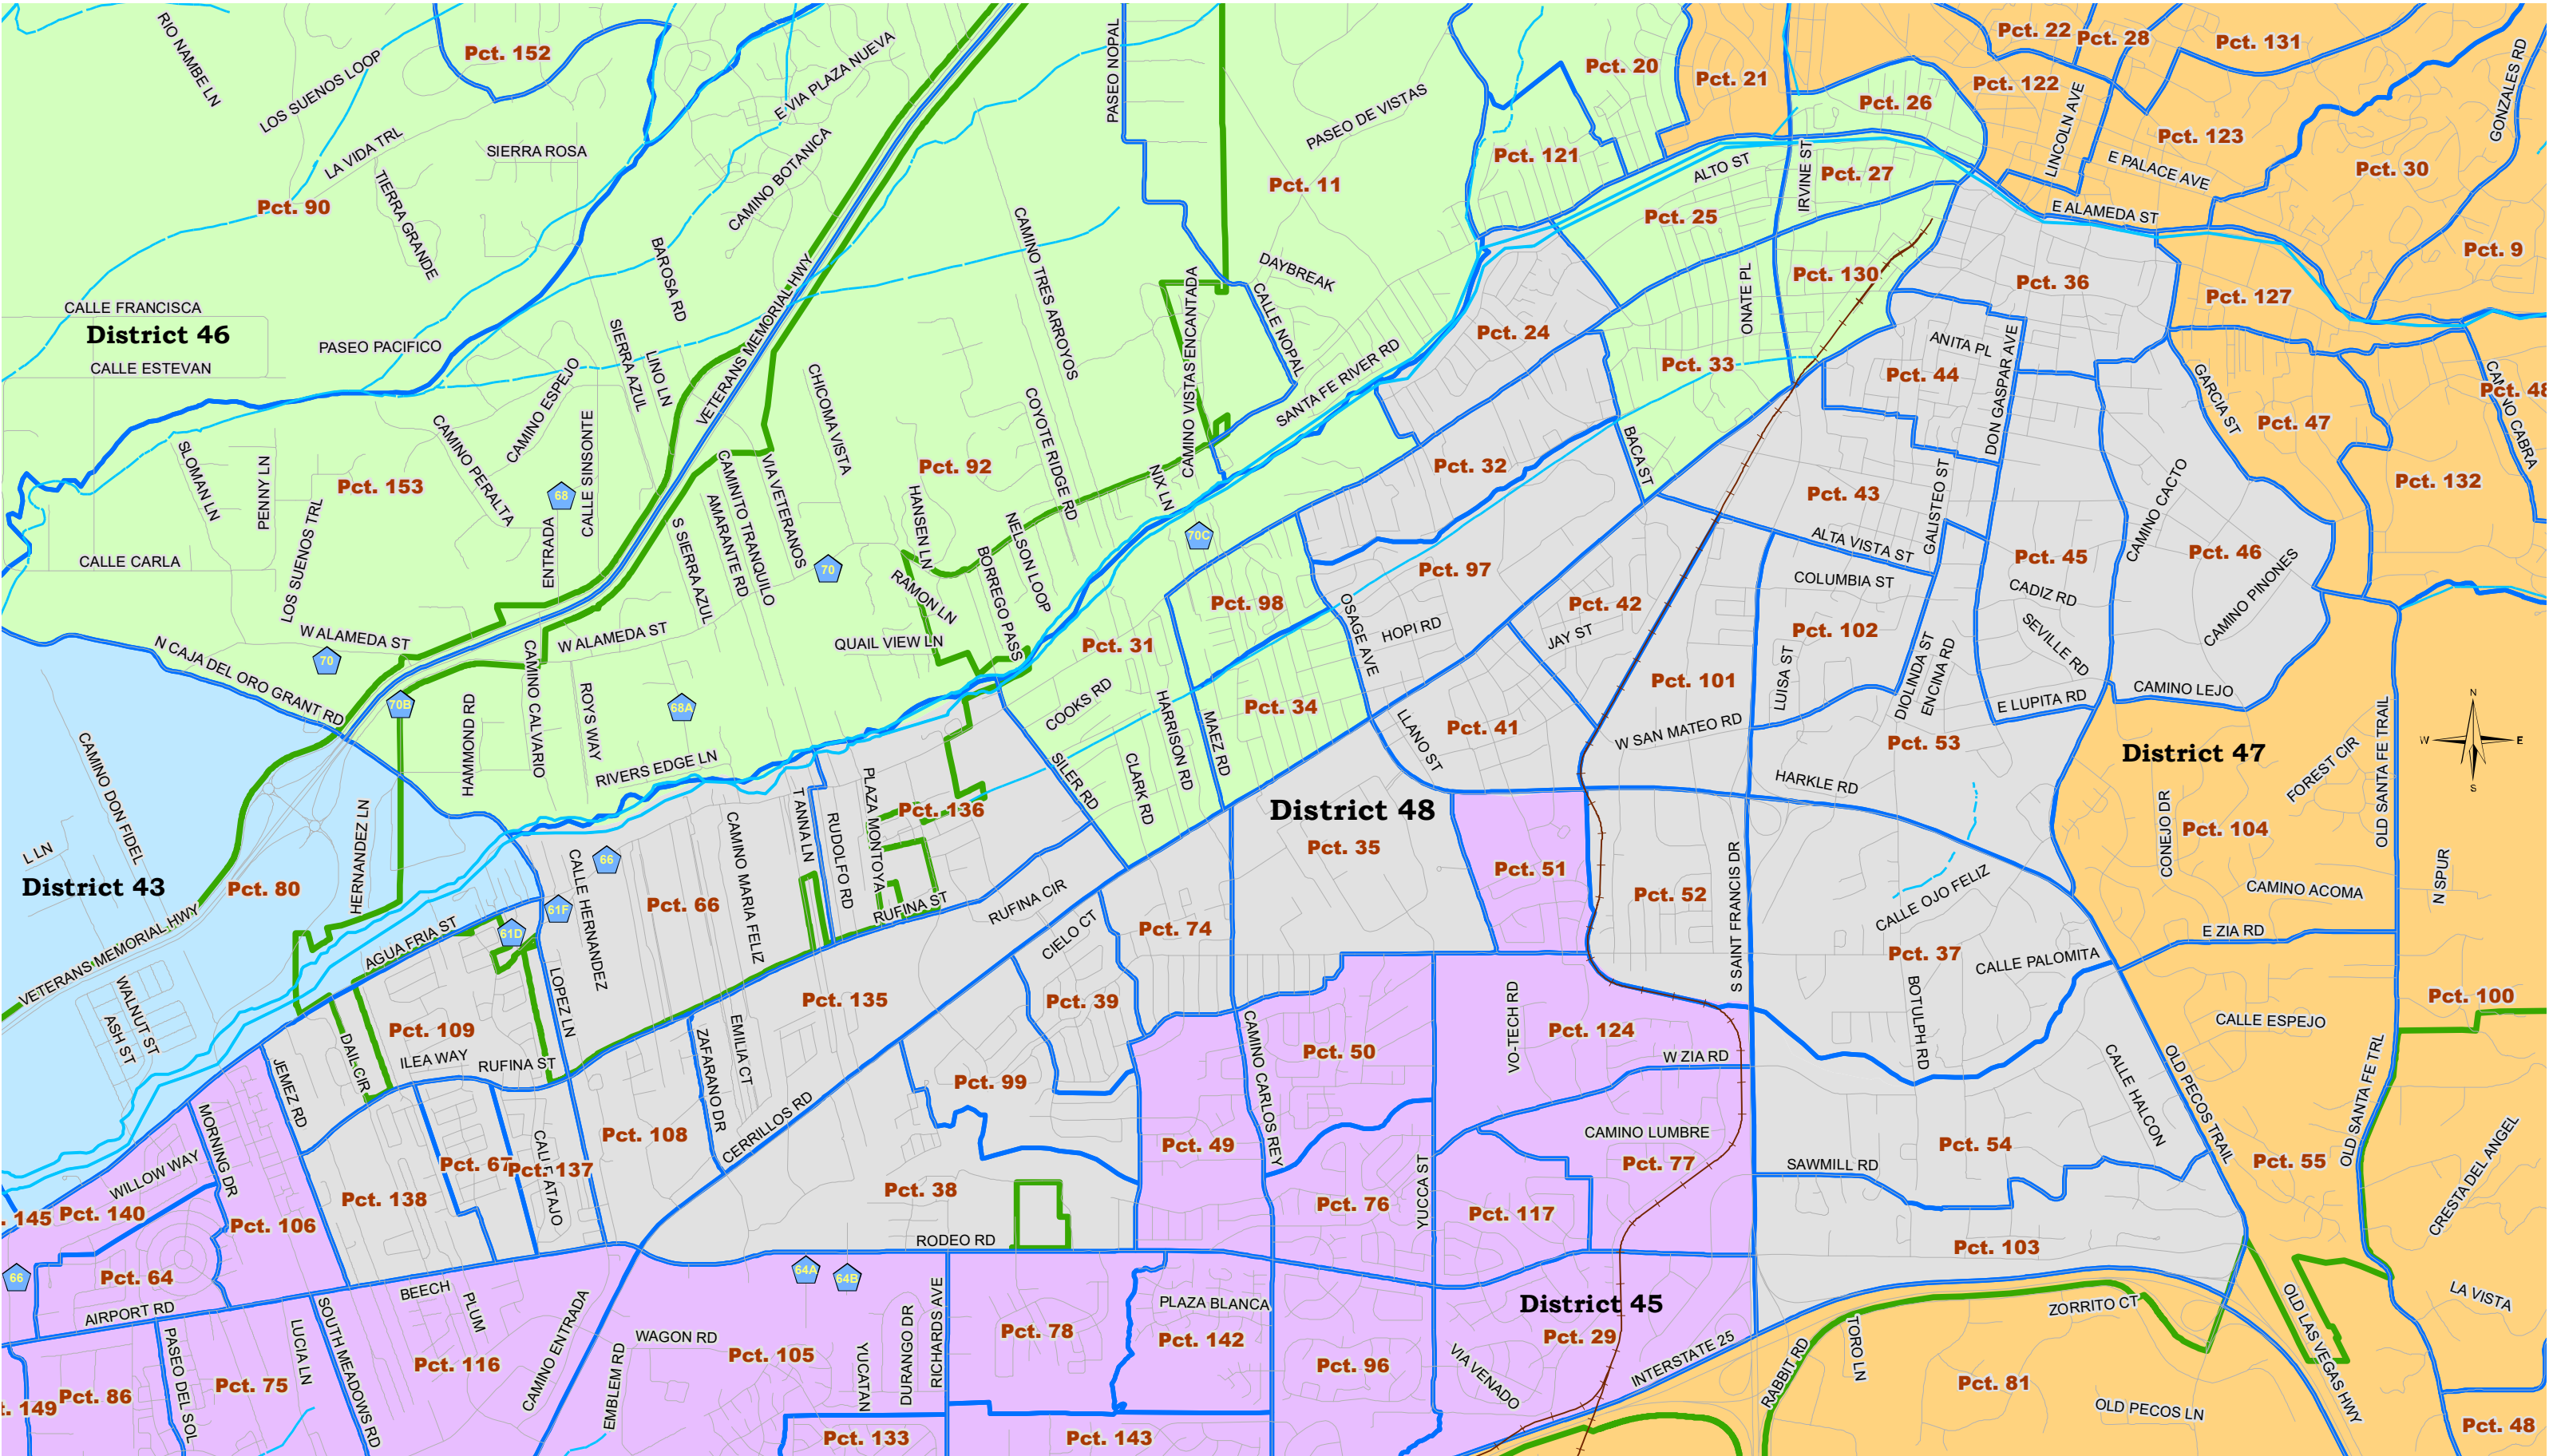 RIO NAMBE LN
LOS SUENOS LOOP
Pct. 152
E VIA PLAZA NUEVA
PASEO NOPAL
PASEO DE VISTAS
Pct. 20
Pct. 21
Pct. 22
Pct. 28
Pct. 131
GONZALES RD
Pct. 122
Pct. 26
LINCOLN AVE
Pct. 123
LA VIDA TRL
SIERRA ROSA
CAMINO BOTANICA
Pct. 121
ALTO ST
IRVINE ST
Pct. 27
E PALACE AVE
Pct. 30
Pct. 90
TIERRA GRANDE
Pct. 11
Pct. 25
E ALAMEDA ST
Pct. 9
BAROSA RD
CAMINO TRES ARROYOS
DAYBREAK
ONATE PL
Pct. 130
Pct. 36
Pct. 127
CALLE FRANCISCA
District 46
CALLE ESTEVAN
PASEO PACIFICO
SIERRA AZUL
LINO LN
VETERANS MEMORIAL HWY
CALLE NOPAL
CAMINO VISTAS ENCANTADA
SANTA FE RIVER RD
Pct. 24
Pct. 33
ANITA PL
Pct. 44
DON GASPAR AVE
GARCIA ST
Pct. 47
Pct. 48
CAMINO CABRA
SLOMAN LN
PENNY LN
Pct. 153
CAMINO PERALTA
CAMINO ESPEJO
68
CALLE SINSONTE
CHICOMA VISTA
COYOTE RIDGE RD
Pct. 92
Pct. 32
BACA ST
Pct. 43
GALISTEO ST
Pct. 132
CAMINO CACTO
Pct. 46
CALLE CARLA
LOS SUENOS TRL
ENTRADA
S SIERRA AZUL
AMARANTE RD
CAMINITO TRANQUILO
VIA VETERANOS
70
HANSEN LN
NELSON LOOP
NIX LN
70C
Pct. 97
ALTA VISTA ST
Pct. 45
COLUMBIA ST
CADIZ RD
CAMINO PINONES
RAMON LN
BORREGO PASS
Pct. 98
OSAGE AVE
Pct. 42
Pct. 102
SEVILLE RD
W ALAMEDA ST
W ALAMEDA ST
QUAIL VIEW LN
Pct. 31
HOPI RD
JAY ST
N CAJA DEL ORO GRANT RD
70
70B
HAMMOND RD
CAMINO CALVARIO
ROYS WAY
68A
COOKS RD
HARRISON RD
MAEZ RD
Pct. 34
LLANO ST
Pct. 41
W SAN MATEO RD
Pct. 101
LUISA ST
DIOLINDA ST
ENCINA RD
E LUPITA RD
CAMINO LEJO
Pct. 53
District 47
FOREST CIR
OLD SANTA FE TRAIL
N
W
E
S
CAMINO DON FIDEL
RIVERS EDGE LN
SILER RD
CLARK RD
HARKLE RD
L LN
District 43
Pct. 80
HERNANDEZ LN
CAMINO MARIA FELIZ
TANNA LN
RUDOLFO RD
PLAZA MONTOYA
Pct. 136
District 48
Pct. 35
Pct. 51
Pct. 52
S SAINT FRANCIS DR
CONEJO DR
Pct. 104
N SPUR
CALLE HERNANDEZ
66
Pct. 66
61F
61D
RUFINA ST
RUFINA CIR
CIELO CT
Pct. 74
CALLE OJO FELIZ
CAMINO ACOMA
E ZIA RD
VETERANS MEMORIAL HWY
AGUA FRIA ST
Pct. 37
CALLE PALOMITA
WALNUT ST
ASH ST
Pct. 109
LOPEZ LN
Pct. 135
Pct. 39
VO-TECH RD
BOTULPH RD
Pct. 100
CALLE ESPEJO
DAIL CIR
ILEA WAY
RUFINA ST
ZAFARANO DR
EMILIA CT
Pct. 99
CAMINO CARLOS REY
Pct. 50
Pct. 124
W ZIA RD
JEMEZ RD
MORNING DR
Pct. 108
CERRILLOS RD
Pct. 49
CAMINO LUMBRE
Pct. 77
Pct. 54
CALLE HALCON
OLD PECOS TRAIL
Pct. 55
OLD SANTA FE TRL
CRESTA DEL ANGEL
WILLOW WAY
Pct. 67
Pct. 137
CALLE ATAJO
Pct. 138
Pct. 38
Pct. 76
YUCCA ST
Pct. 117
SAWMILL RD
. 145
Pct. 140
Pct. 106
RODEO RD
Pct. 103
66
Pct. 64
64A
64B
AIRPORT RD
BEECH
PLUM
PLAZA BLANCA
District 45
Pct. 29
ZORRITO CT
LA VISTA
PASEO DEL SOL
LUCIA LN
SOUTH MEADOWS RD
CAMINO ENTRADA
WAGON RD
EMBLEM RD
Pct. 105
YUCATAN
DURANGO DR
RICHARDS AVE
Pct. 78
Pct. 142
INTERSTATE 25
RABBIT RD
TORO LN
OLD LAS VEGAS HWY
Pct. 116
Pct. 75
Pct. 86
t. 149
Pct. 96
VIA VENADO
Pct. 81
OLD PECOS LN
Pct. 133
Pct. 143
Pct. 48